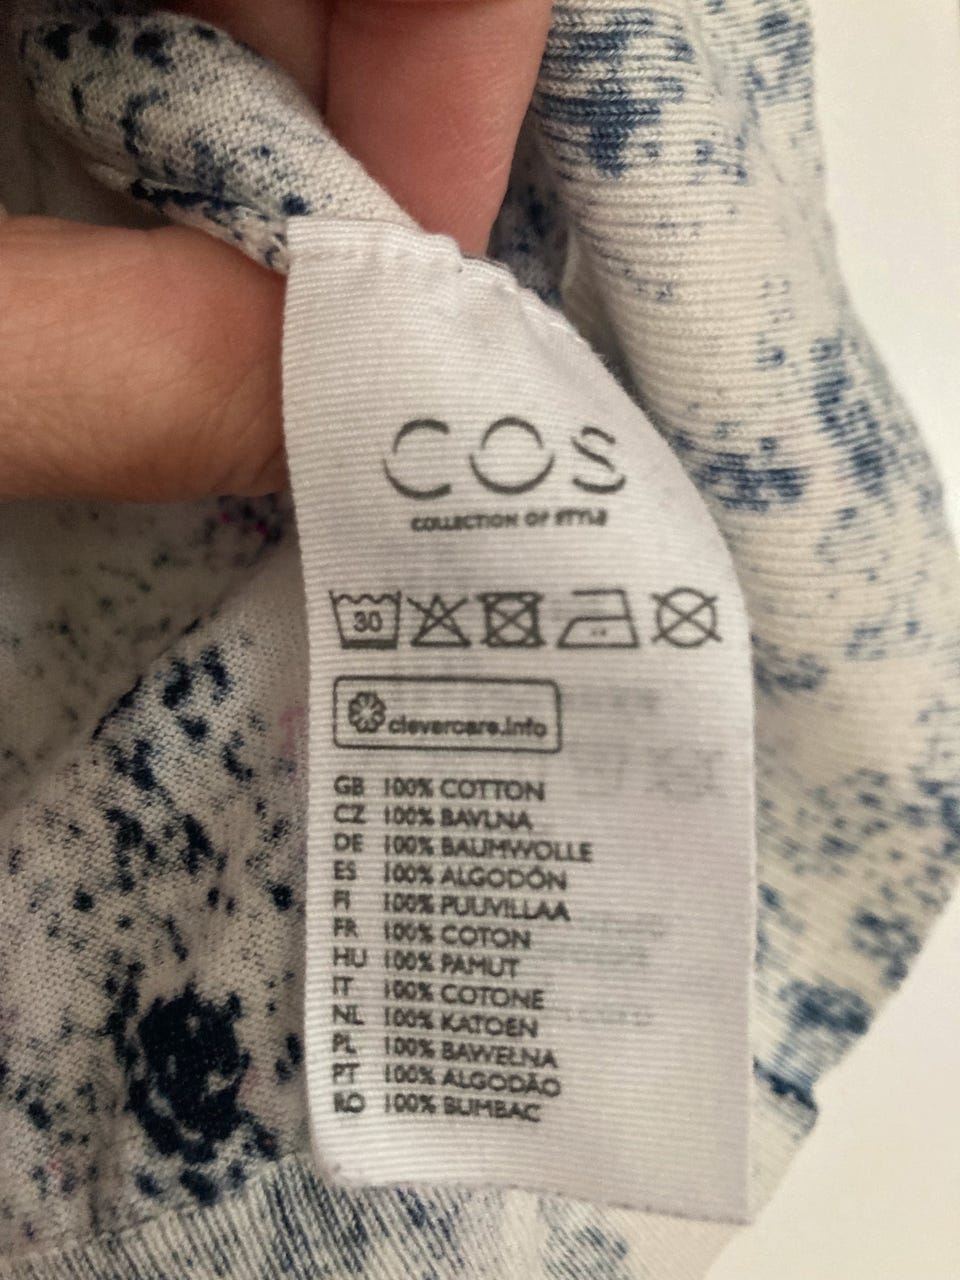 COS
COLLECTION OF STYLE
30
clevercare.info
GB 100% COTTON
CZ 100% BAVLNA
DE 100% BAUMWOLLE
ES 100% ALGODÓN
FI 100% PUUVILLAA
FR 100% COTON
HU 100% PAMUT
IT 100% COTONE
NL 100% KATOEN
PL 100% BAWEŁNA
PT 100% ALGODÃO
RO 100% BUMBAC